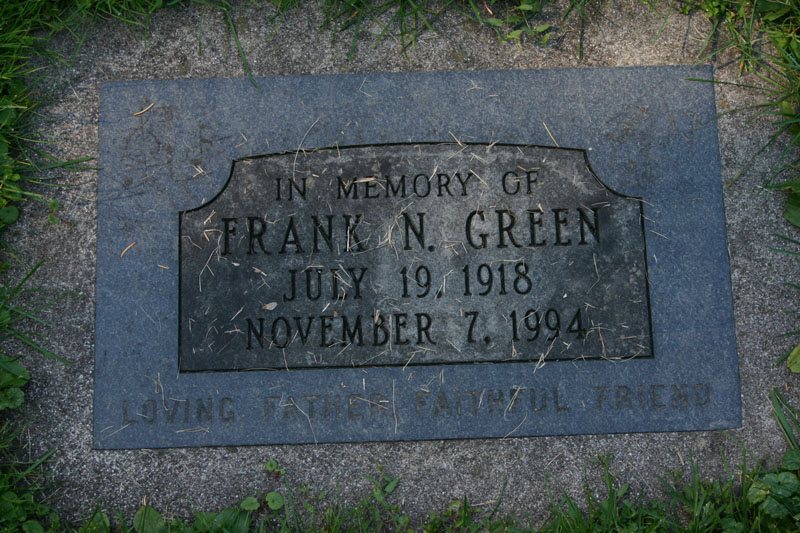 IN MEMORY OF
FRANK N. GREEN
JULY 19, 1918
NOVEMBER 7, 1994
LOVING FATHER, FAITHFUL FRIEND